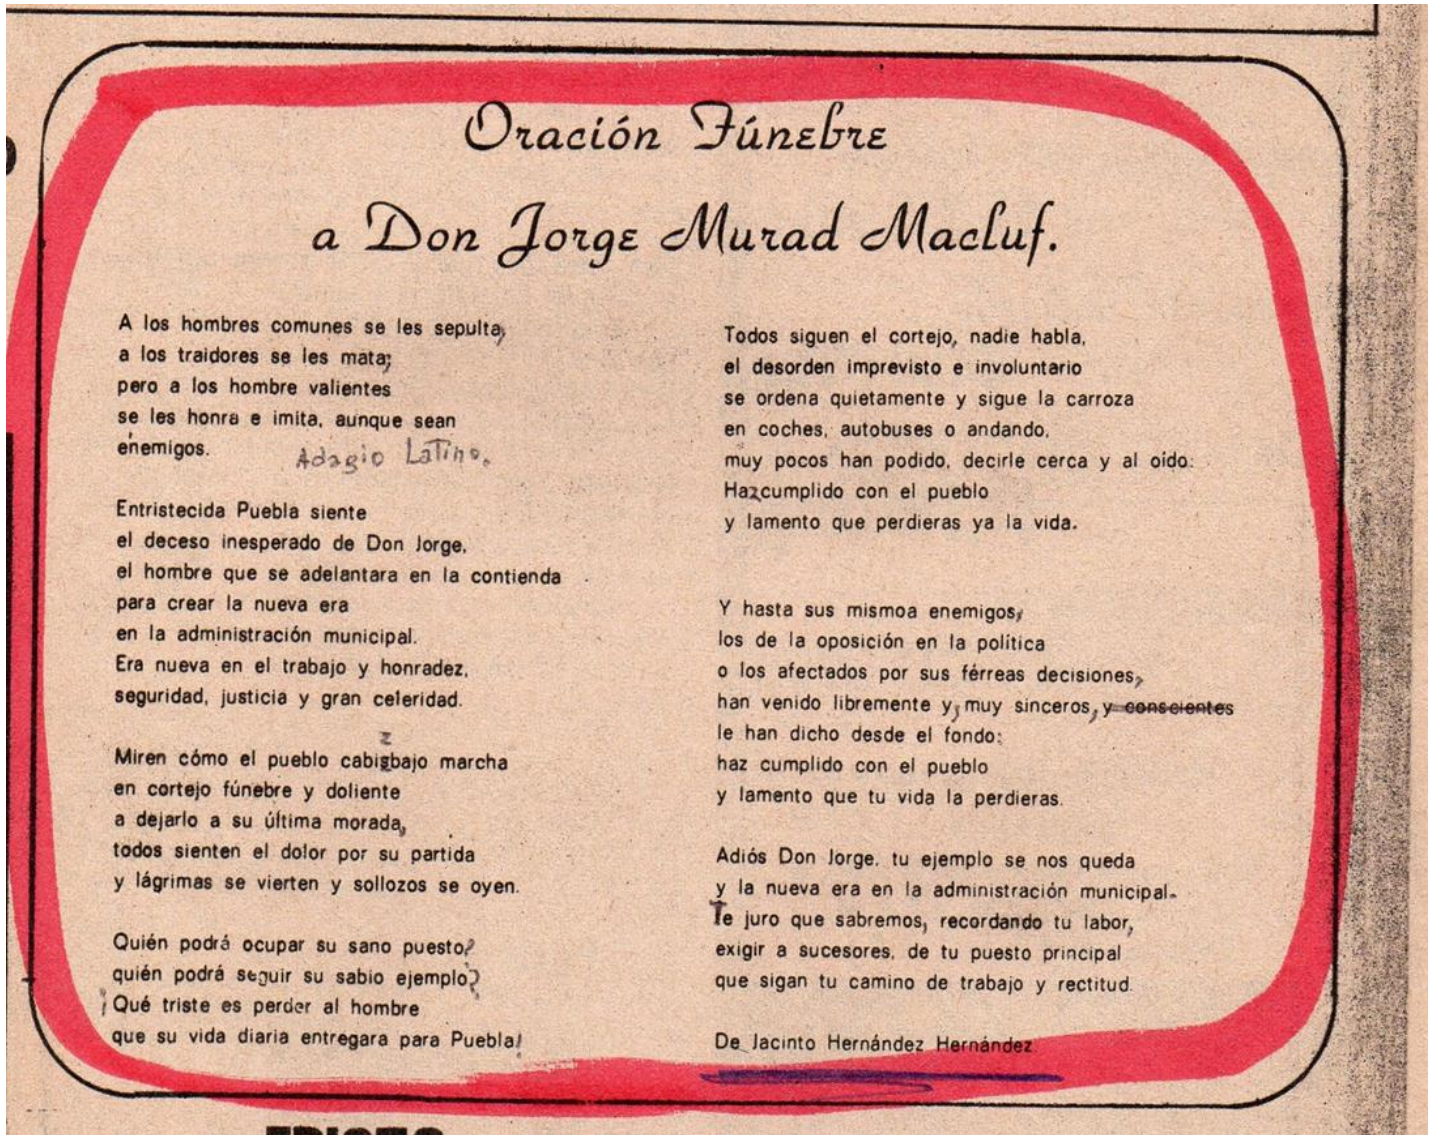 Oración Fúnebre
a Don Jorge Murad Macluf.
A los hombres comunes se les sepulta,
a los traidores se les mata;
pero a los hombre valientes
se les honra e imita, aunque sean
enemigos.
Adagio Latino.
Entristecida Puebla siente
el deceso inesperado de Don Jorge,
el hombre que se adelantara en la contienda
para crear la nueva era
en la administración municipal.
Era nueva en el trabajo y honradez,
seguridad, justicia y gran celeridad.
z
Miren cómo el pueblo cabisbajo marcha
en cortejo fúnebre y doliente
a dejarlo a su última morada,
todos sienten el dolor por su partida
y lágrimas se vierten y sollozos se oyen.
Quién podrá ocupar su sano puesto?
quién podrá seguir su sabio ejemplo?
¡Qué triste es perder al hombre
que su vida diaria entregara para Puebla!
Todos siguen el cortejo, nadie habla,
el desorden imprevisto e involuntario
se ordena quietamente y sigue la carroza
en coches, autobuses o andando,
muy pocos han podido, decirle cerca y al oído:
Haz cumplido con el pueblo
y lamento que perdieras ya la vida.
Y hasta sus mismoa enemigos,
los de la oposición en la política
o los afectados por sus férreas decisiones,
han venido libremente y, muy sinceros, y conscientes
le han dicho desde el fondo:
haz cumplido con el pueblo
y lamento que tu vida la perdieras.
Adiós Don Jorge, tu ejemplo se nos queda
y la nueva era en la administración municipal.
Te juro que sabremos, recordando tu labor,
exigir a sucesores, de tu puesto principal
que sigan tu camino de trabajo y rectitud.
De Jacinto Hernández Hernández